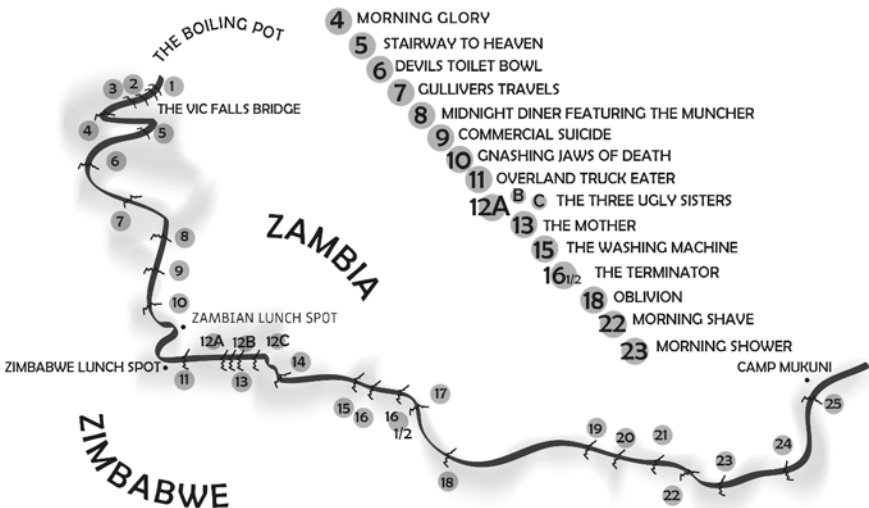 THE BOILING POT
1
2
3
THE VIC FALLS BRIDGE
4
5
6
7
8
9
10
ZAMBIA
ZAMBIAN LUNCH SPOT
ZIMBABWE LUNCH SPOT
11
12A
12B
12C
13
14
15
16
16
1/2
17
18
19
20
21
22
23
24
25
CAMP MUKUNI
ZIMBABWE
4 MORNING GLORY
5 STAIRWAY TO HEAVEN
6 DEVILS TOILET BOWL
7 GULLIVERS TRAVELS
8 MIDNIGHT DINER FEATURING THE MUNCHER
9 COMMERCIAL SUICIDE
10 GNASHING JAWS OF DEATH
11 OVERLAND TRUCK EATER
12A B C THE THREE UGLY SISTERS
13 THE MOTHER
15 THE WASHING MACHINE
16 1/2 THE TERMINATOR
18 OBLIVION
22 MORNING SHAVE
23 MORNING SHOWER